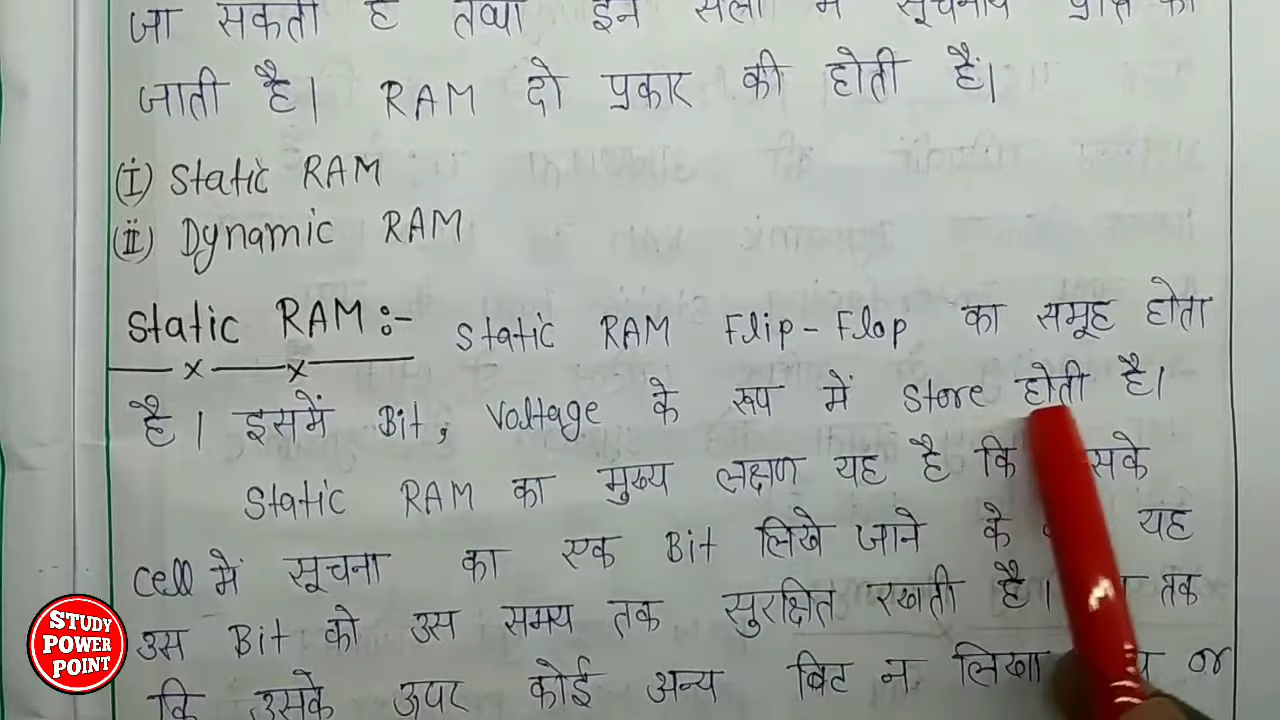 जा सकता है तथा इन सेलो में सूचनायें प्राप्त की
जाती है। RAM दो प्रकार की होती है।
(i) Static RAM
(ii) Dynamic RAM
Static RAM:- Static RAM Flip-Flop का समूह होता
है। इसमें Bit, Voltage के रूप में Store होती है।
Static RAM का मुख्य लक्षण यह है कि सके
Cell में सूचना का एक Bit लिखे जाने के यह
उस Bit को उस समय तक सुरक्षित रखती है। तक
कि उसके ऊपर कोई अन्य बिट न लिखा or
STUDY
POWER
POINT